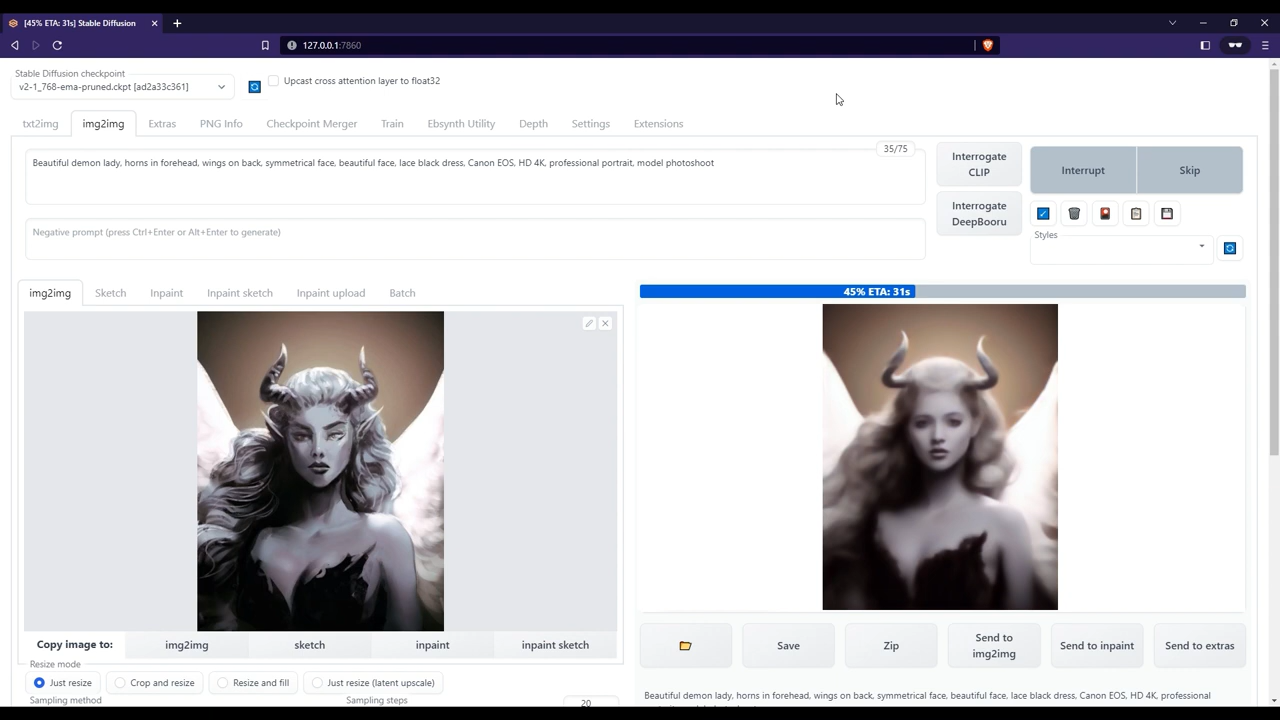 [45% ETA: 31s] Stable Diffusion
127.0.0.1:7860
Stable Diffusion checkpoint
v2-1_768-ema-pruned.ckpt [ad2a33c361]
Upcast cross attention layer to float32
txt2img
img2img
Extras
PNG Info
Checkpoint Merger
Train
Ebsynth Utility
Depth
Settings
Extensions
35/75
Beautiful demon lady, horns in forehead, wings on back, symmetrical face, beautiful face, lace black dress, Canon EOS, HD 4K, professional portrait, model photoshoot
Negative prompt (press Ctrl+Enter or Alt+Enter to generate)
Interrogate
CLIP
Interrogate
DeepBooru
Interrupt
Skip
Styles
img2img
Sketch
Inpaint
Inpaint sketch
Inpaint upload
Batch
45% ETA: 31s
Copy image to:
img2img
sketch
inpaint
inpaint sketch
Resize mode
Just resize
Crop and resize
Resize and fill
Just resize (latent upscale)
Sampling method
Sampling steps
20
Save
Zip
Send to
img2img
Send to inpaint
Send to extras
Beautiful demon lady, horns in forehead, wings on back, symmetrical face, beautiful face, lace black dress, Canon EOS, HD 4K, professional